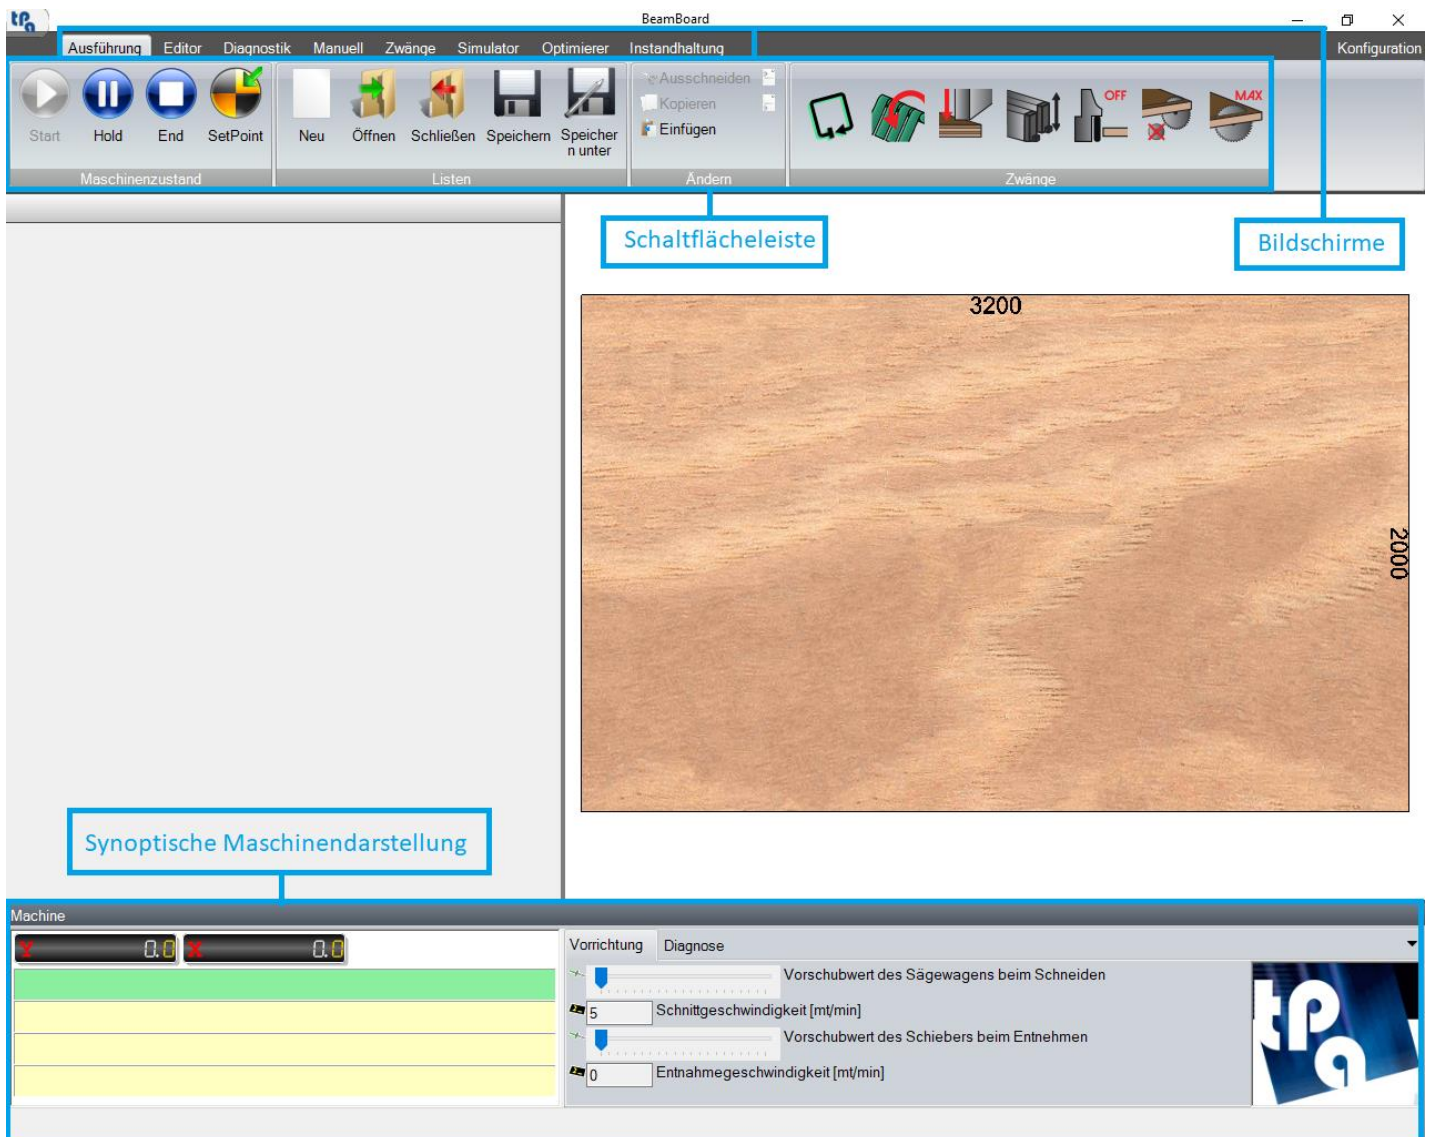 tpa
BeamBoard
Ausführung Editor Diagnostik Manuell Zwänge Simulator Optimierer Instandhaltung Konfiguration
Start Hold End SetPoint Neu Öffnen Schließen Speichern Speicher
n unter
Ausschneiden
Kopieren
Einfügen
OFF
MAX
Maschinenzustand Listen Ändern Zwänge
Schaltflächeleiste
Bildschirme
3200
2000
Synoptische Maschinendarstellung
Machine
Y 0.0 X 0.0
Vorrichtung Diagnose
Vorschubwert des Sägewagens beim Schneiden
5 Schnittgeschwindigkeit [mt/min]
Vorschubwert des Schiebers beim Entnehmen
0 Entnahmegeschwindigkeit [mt/min]
tpa